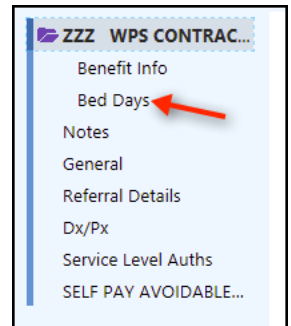 ZZZ WPS CONTRAC...
Benefit Info
Bed Days
Notes
General
Referral Details
Dx/Px
Service Level Auths
SELF PAY AVOIDABLE...